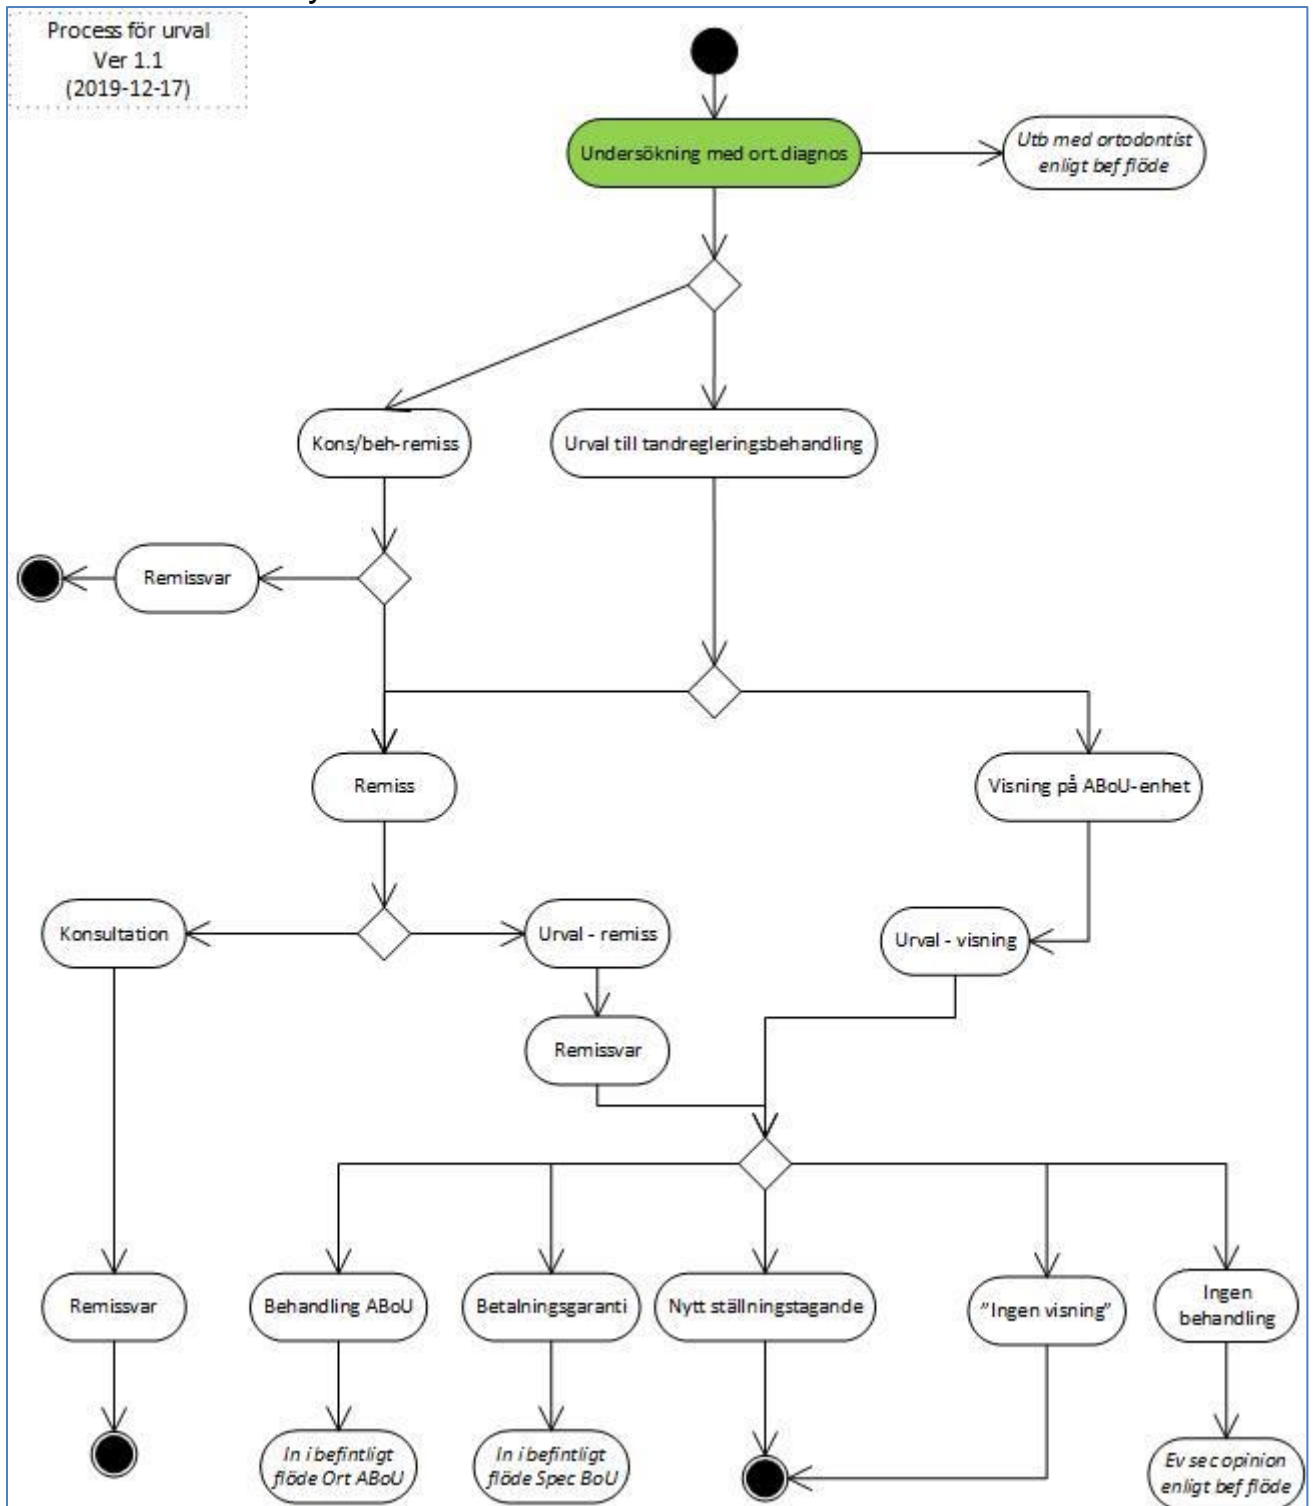 Process för urval
Ver 1.1
(2019-12-17)
Undersökning med ort.diagnos
Utb med ortodontist
enligt bef flöde
Kons/beh-remiss
Urval till tandregleringsbehandling
Remissvar
Remiss
Visning på ABoU-enhet
Konsultation
Urval - remiss
Urval - visning
Remissvar
Remissvar
Behandling ABoU
Betalningsgaranti
Nytt ställningstagande
"Ingen visning"
Ingen
behandling
In i befintligt
flöde Ort ABoU
In i befintligt
flöde Spec BoU
Ev sec opinion
enligt bef flöde